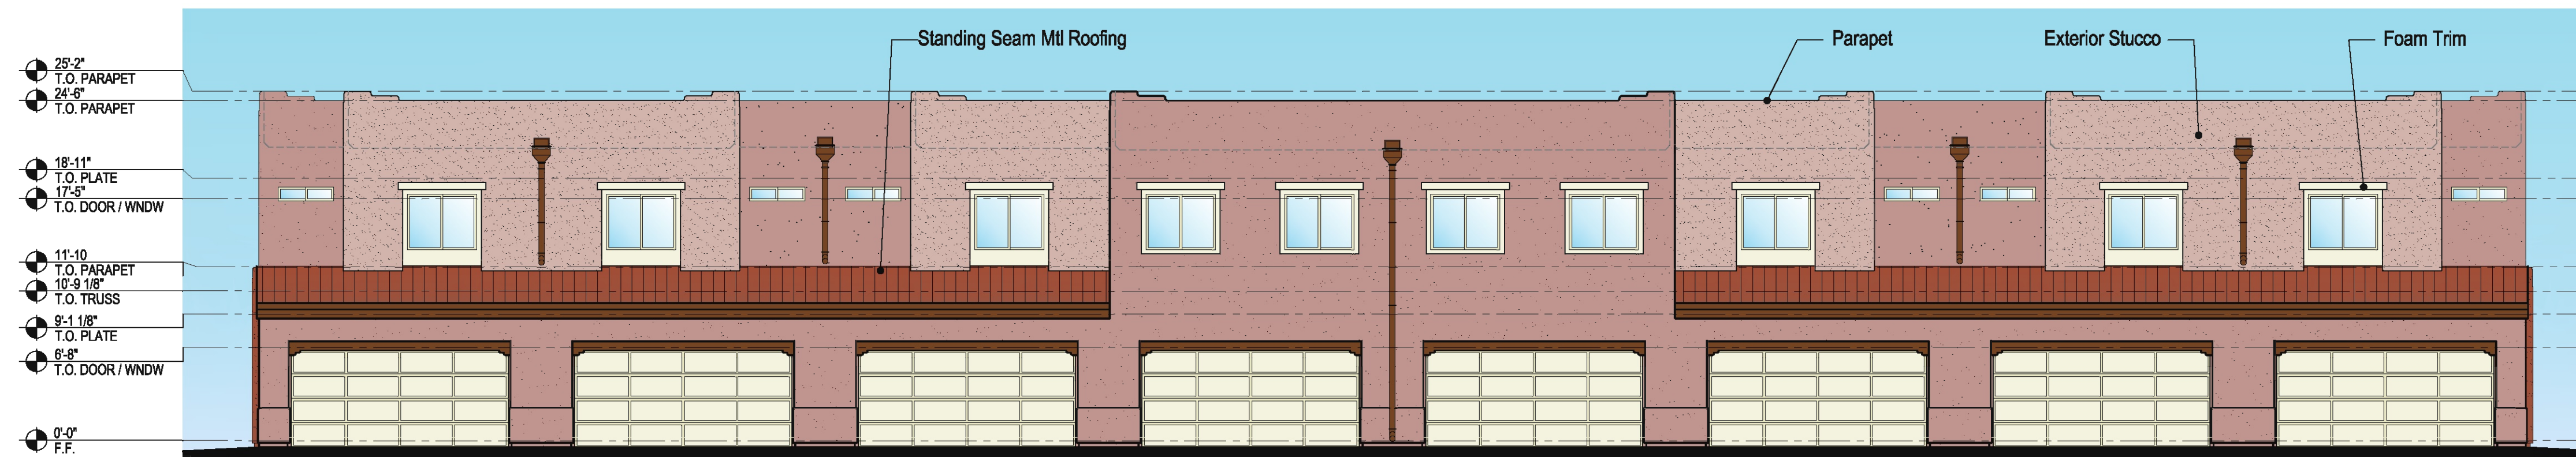 Standing Seam Mtl Roofing
Parapet
Exterior Stucco
Foam Trim
25'-2"
T.O. PARAPET
24'-6"
T.O. PARAPET
18'-11"
T.O. PLATE
17'-5"
T.O. DOOR / WNDW
11'-10
T.O. PARAPET
10'-9 1/8"
T.O. TRUSS
9'-1 1/8"
T.O. PLATE
6'-8"
T.O. DOOR / WNDW
0'-0"
F.F.